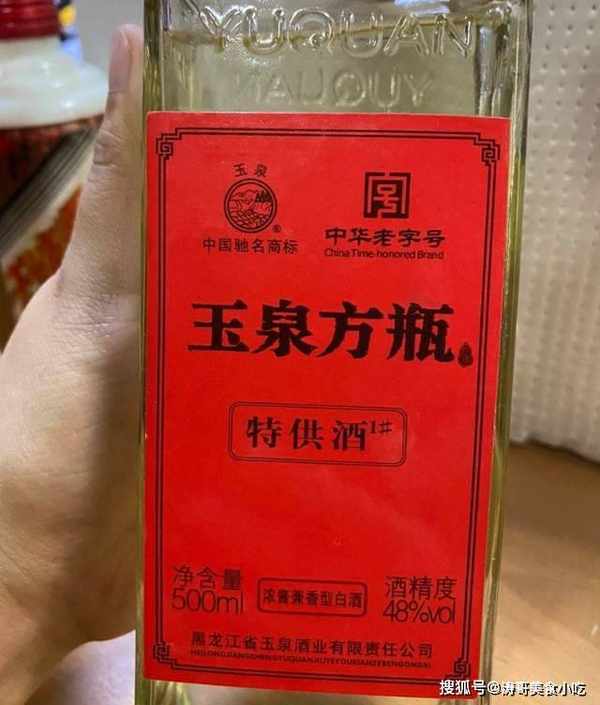 YUQUAN
玉泉
®
中国驰名商标
中华老字号
China Time-honored Brand
玉泉方瓶
特供酒1#
净含量
500ml
浓酱兼香型白酒
酒精度
48%vol
黑龙江省玉泉酒业有限责任公司
HEILONGJIANGSHENGYUQUANJIUYEYOUXIANZERENGONGSI
搜狐号@涛哥美食小吃